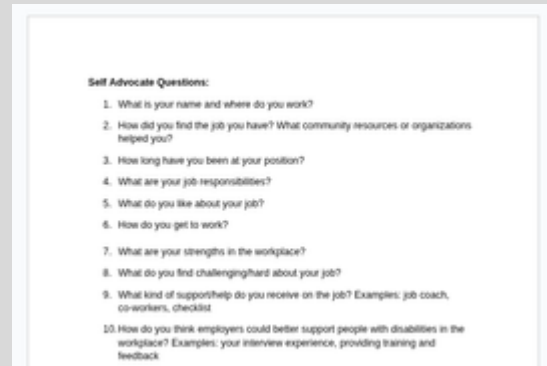 Self Advocate Questions:
1. What is your name and where do you work?
2. How did you find the job you have? What community resources or organizations
helped you?
3. How long have you been at your position?
4. What are your job responsibilities?
5. What do you like about your job?
6. How do you get to work?
7. What are your strengths in the workplace?
8. What do you find challenging/hard about your job?
9. What kind of support/help do you receive on the job? Examples: job coach,
co-workers, checklist
10. How do you think employers could better support people with disabilities in the
workplace? Examples: your interview experience, providing training and
feedback